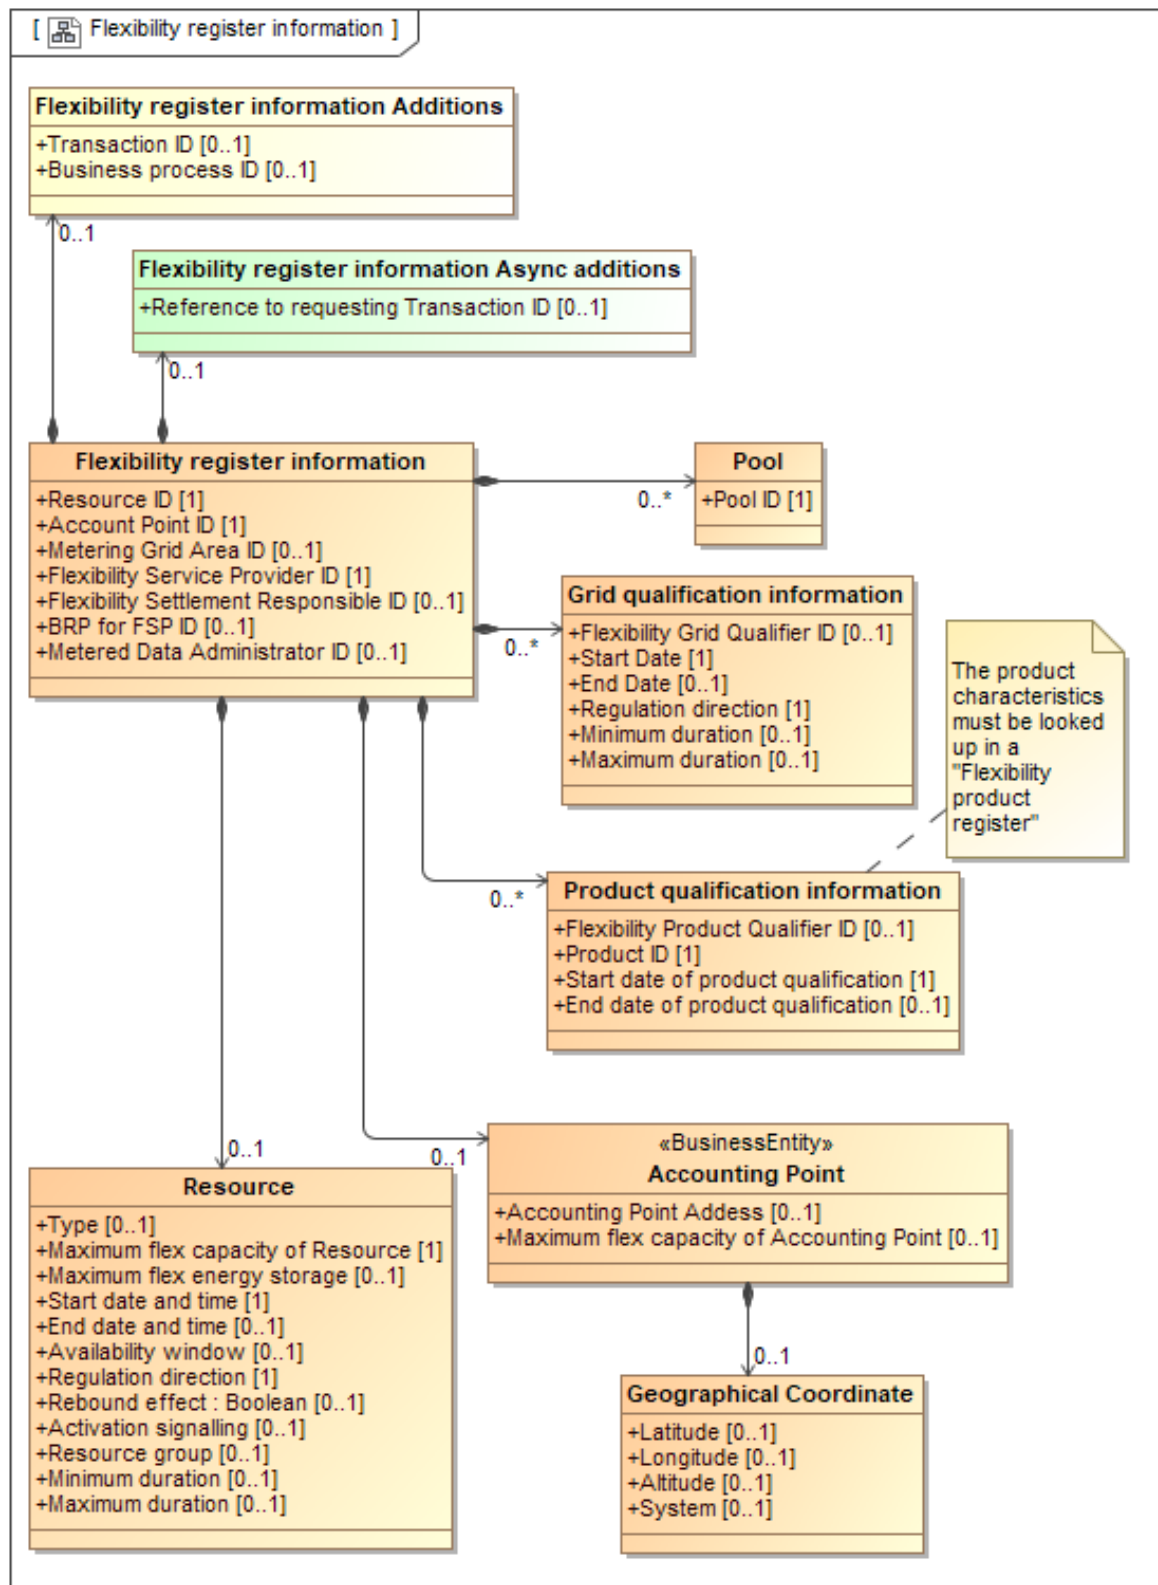 [ Flexibility register information ]
Flexibility register information Additions
+Transaction ID [0..1]
+Business process ID [0..1]
0..1
Flexibility register information Async additions
+Reference to requesting Transaction ID [0..1]
0..1
Flexibility register information
+Resource ID [1]
+Account Point ID [1]
+Metering Grid Area ID [0..1]
+Flexibility Service Provider ID [1]
+Flexibility Settlement Responsible ID [0..1]
+BRP for FSP ID [0..1]
+Metered Data Administrator ID [0..1]
0..*
Pool
+Pool ID [1]
0..*
Grid qualification information
+Flexibility Grid Qualifier ID [0..1]
+Start Date [1]
+End Date [0..1]
+Regulation direction [1]
+Minimum duration [0..1]
+Maximum duration [0..1]
The product
characteristics
must be looked
up in a
"Flexibility
product
register"
0..*
Product qualification information
+Flexibility Product Qualifier ID [0..1]
+Product ID [1]
+Start date of product qualification [1]
+End date of product qualification [0..1]
0..1
Resource
+Type [0..1]
+Maximum flex capacity of Resource [1]
+Maximum flex energy storage [0..1]
+Start date and time [1]
+End date and time [0..1]
+Availability window [0..1]
+Regulation direction [1]
+Rebound effect : Boolean [0..1]
+Activation signalling [0..1]
+Resource group [0..1]
+Minimum duration [0..1]
+Maximum duration [0..1]
0..1
«BusinessEntity»
Accounting Point
+Accounting Point Addess [0..1]
+Maximum flex capacity of Accounting Point [0..1]
0..1
Geographical Coordinate
+Latitude [0..1]
+Longitude [0..1]
+Altitude [0..1]
+System [0..1]